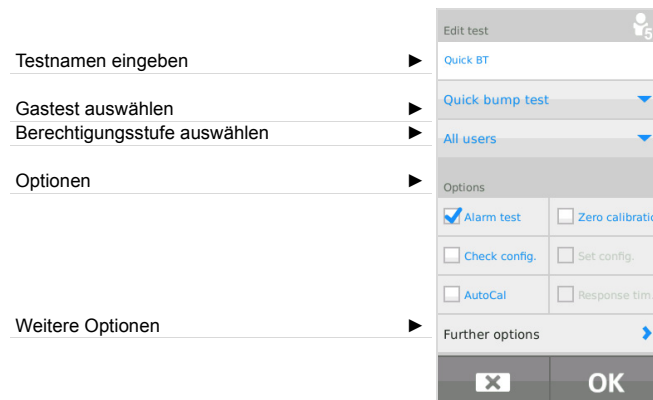 Edit test
5
Testnamen eingeben ►
Quick BT
Gastest auswählen ►
Quick bump test
Berechtigungsstufe auswählen ►
All users
Optionen ►
Options
Alarm test
Zero calibratio
Check config.
Set config.
AutoCal
Response tim
Weitere Optionen ►
Further options
OK